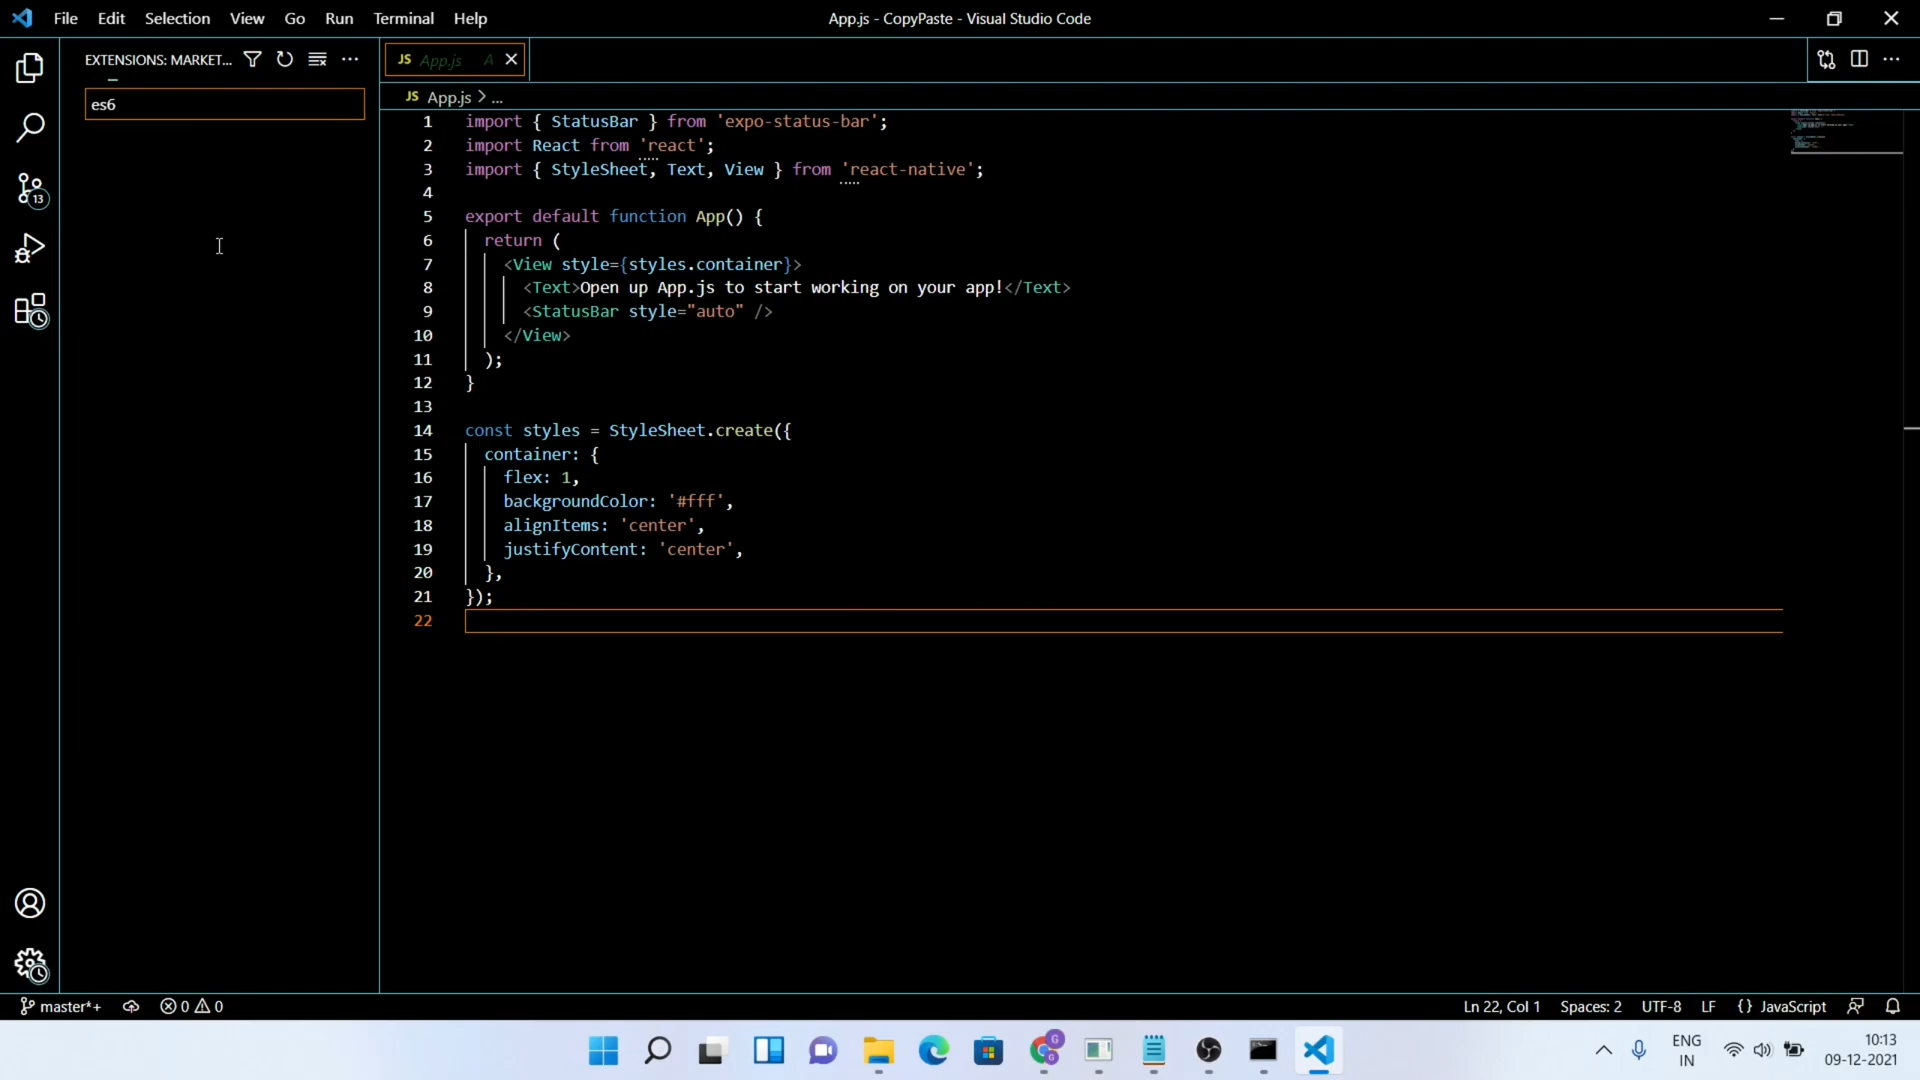 File Edit Selection View Go Run Terminal Help
App.js - CopyPaste - Visual Studio Code
EXTENSIONS: MARKET...
es6
13
JS App.js A
JS App.js > ...
1 import { StatusBar } from 'expo-status-bar';
2 import React from 'react';
3 import { StyleSheet, Text, View } from 'react-native';
4
5 export default function App() {
6 return (
7 <View style={styles.container}>
8 <Text>Open up App.js to start working on your app!</Text>
9 <StatusBar style="auto" />
10 </View>
11 );
12 }
13
14 const styles = StyleSheet.create({
15 container: {
16 flex: 1,
17 backgroundColor: '#fff',
18 alignItems: 'center',
19 justifyContent: 'center',
20 },
21 });
22
master*+ 0 0 Ln 22, Col 1 Spaces: 2 UTF-8 LF {} JavaScript
G
G
ENG
IN
10:13
09-12-2021